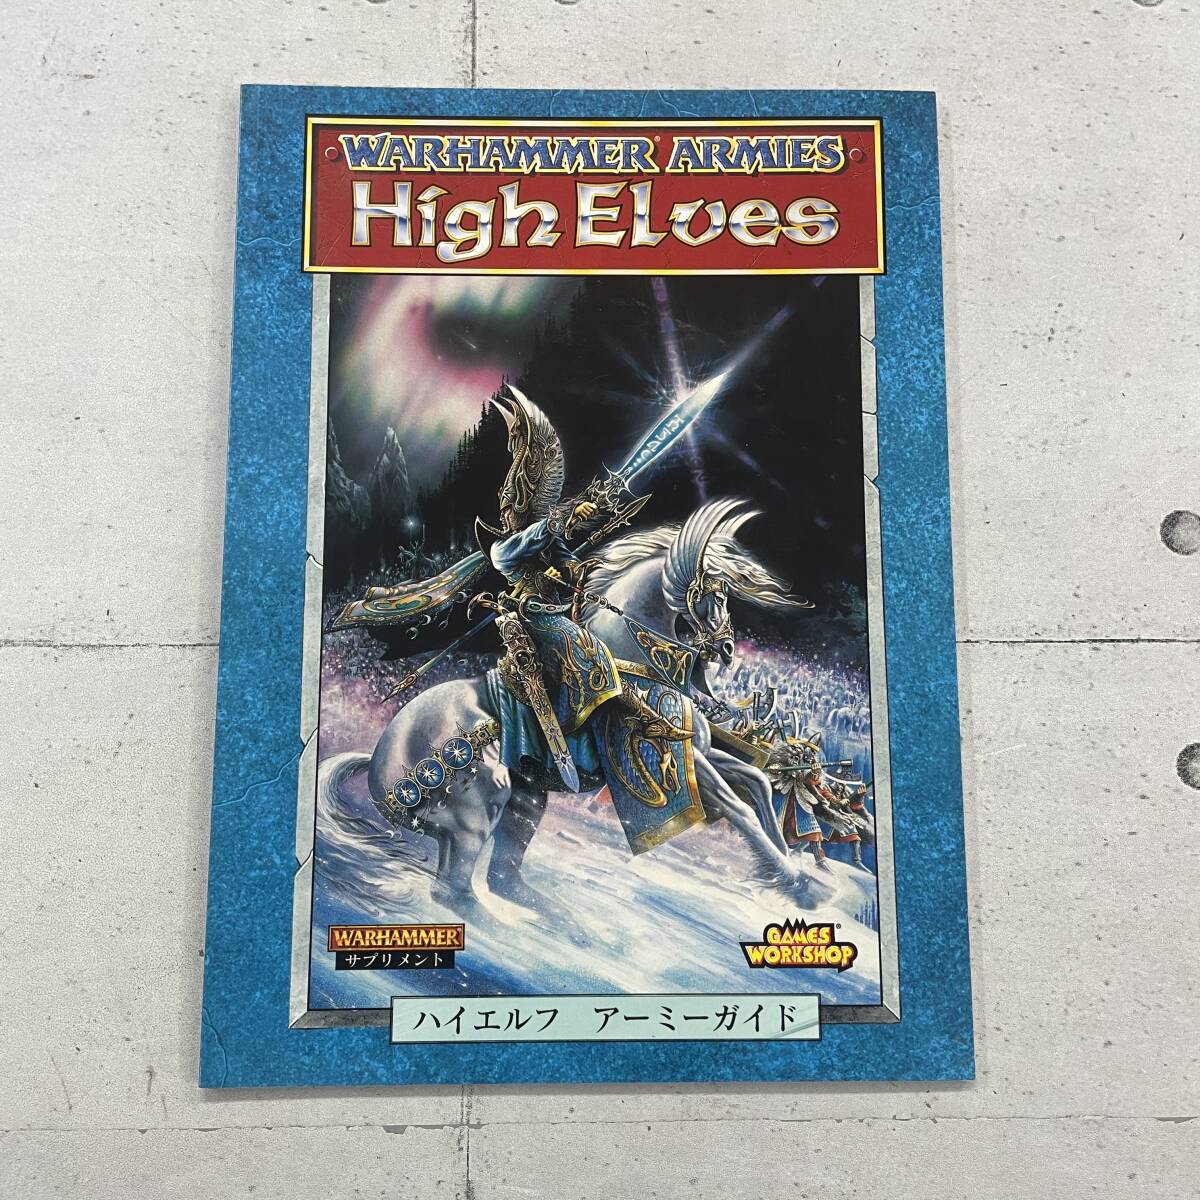 WARHAMMER® ARMIES
High Elves
WARHAMMER®
サプリメント
GAMES®
WORKSHOP
ハイエルフ アーミーガイド